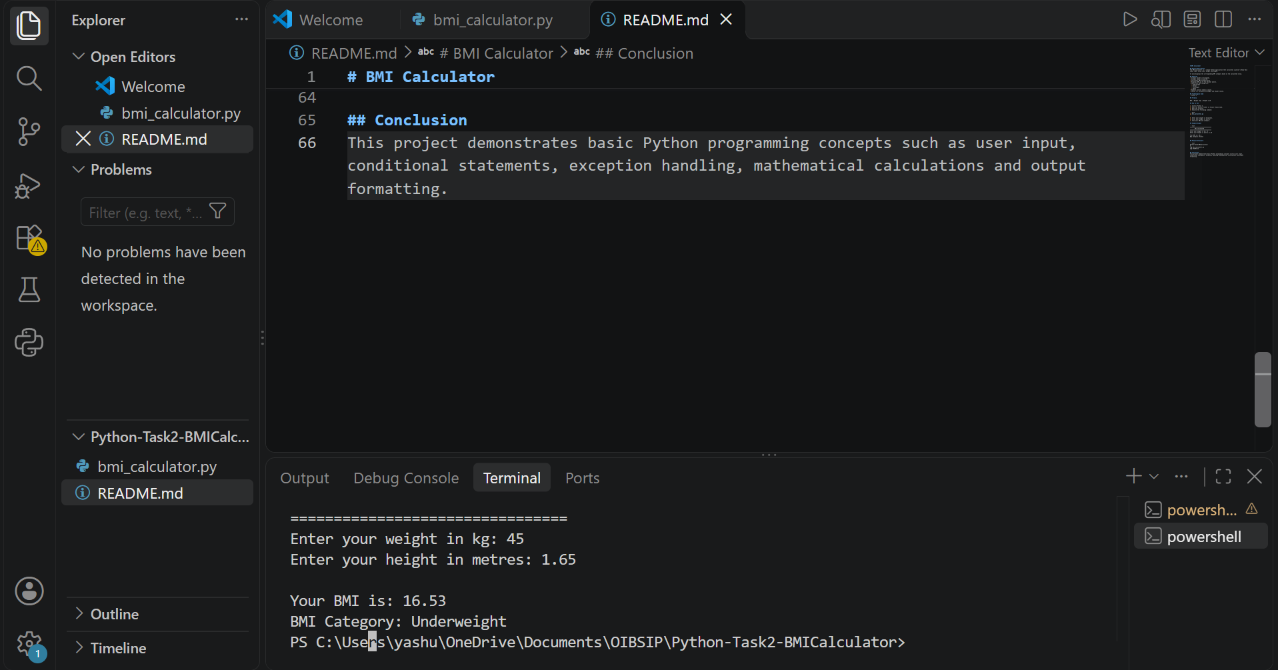 Explorer
Open Editors
Welcome
bmi_calculator.py
README.md
Problems
Filter (e.g. text, *...
No problems have been
detected in the
workspace.
Python-Task2-BMICalc...
bmi_calculator.py
README.md
Outline
Timeline
1
Welcome
bmi_calculator.py
README.md
README.md > abc # BMI Calculator > abc ## Conclusion
Text Editor
1 # BMI Calculator
64
65 ## Conclusion
66 This project demonstrates basic Python programming concepts such as user input,
conditional statements, exception handling, mathematical calculations and output
formatting.
Output Debug Console Terminal Ports
================================
Enter your weight in kg: 45
Enter your height in metres: 1.65
Your BMI is: 16.53
BMI Category: Underweight
PS C:\Users\yashu\OneDrive\Documents\OIBSIP\Python-Task2-BMICalculator>
powersh...
powershell